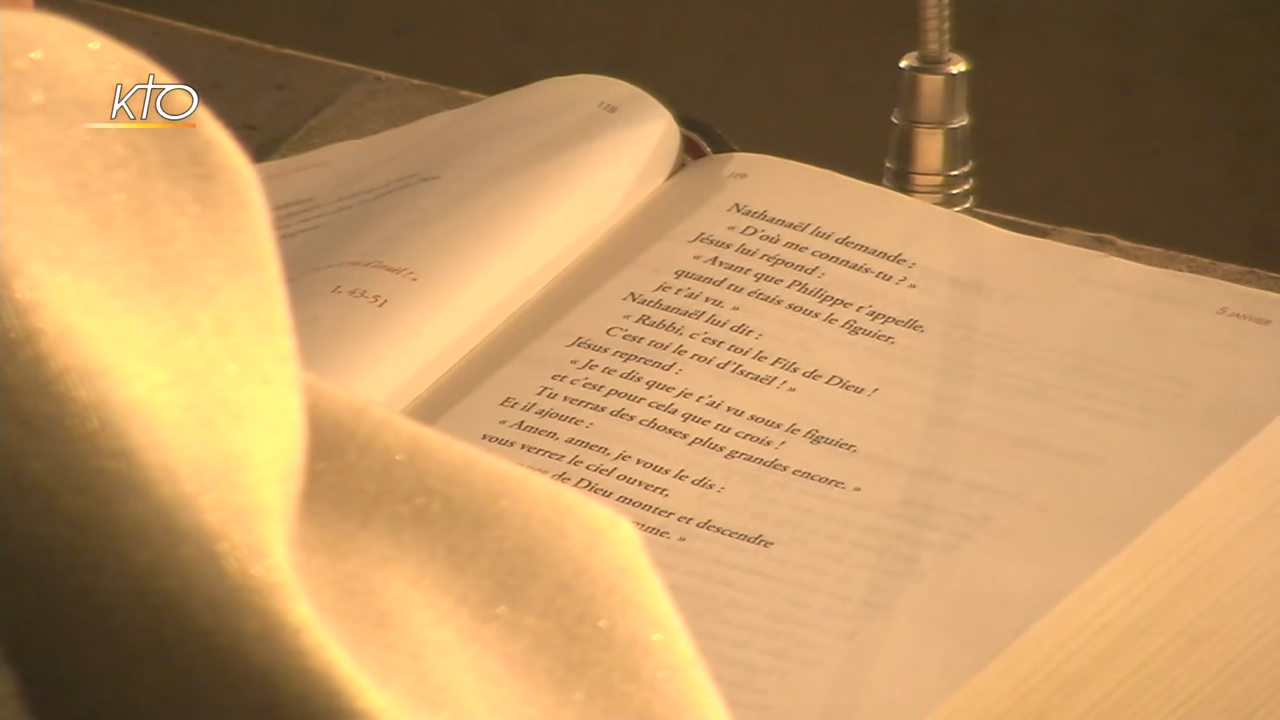 KTO
118
d'Israël ! »
1, 43-51
119
5 JANVIER
Nathanaël lui demande :
« D'où me connais-tu ? »
Jésus lui répond :
« Avant que Philippe t'appelle,
quand tu étais sous le figuier,
je t'ai vu. »
Nathanaël lui dit :
« Rabbi, c'est toi le Fils de Dieu !
C'est toi le roi d'Israël ! »
Jésus reprend :
« Je te dis que je t'ai vu sous le figuier,
et c'est pour cela que tu crois !
Tu verras des choses plus grandes encore. »
Et il ajoute :
« Amen, amen, je vous le dis :
vous verrez le ciel ouvert,
de Dieu monter et descendre
mme. »